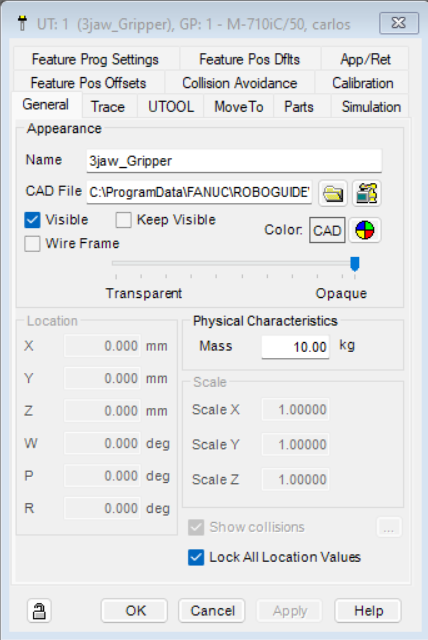 UT: 1 (3jaw_Gripper), GP: 1 - M-710iC/50, carlos
Feature Prog Settings Feature Pos Dflts App/Ret
Feature Pos Offsets Collision Avoidance Calibration
General Trace UTOOL MoveTo Parts Simulation
Appearance
Name 3jaw_Gripper
CAD File C:\ProgramData\FANUC\ROBOGUIDE\
Visible Keep Visible Color: CAD
Wire Frame
Transparent Opaque
Location Physical Characteristics
X 0.000 mm Mass 10.00 kg
Y 0.000 mm Scale
Z 0.000 mm Scale X 1.00000
W 0.000 deg Scale Y 1.00000
P 0.000 deg Scale Z 1.00000
R 0.000 deg
Show collisions ...
Lock All Location Values
OK Cancel Apply Help